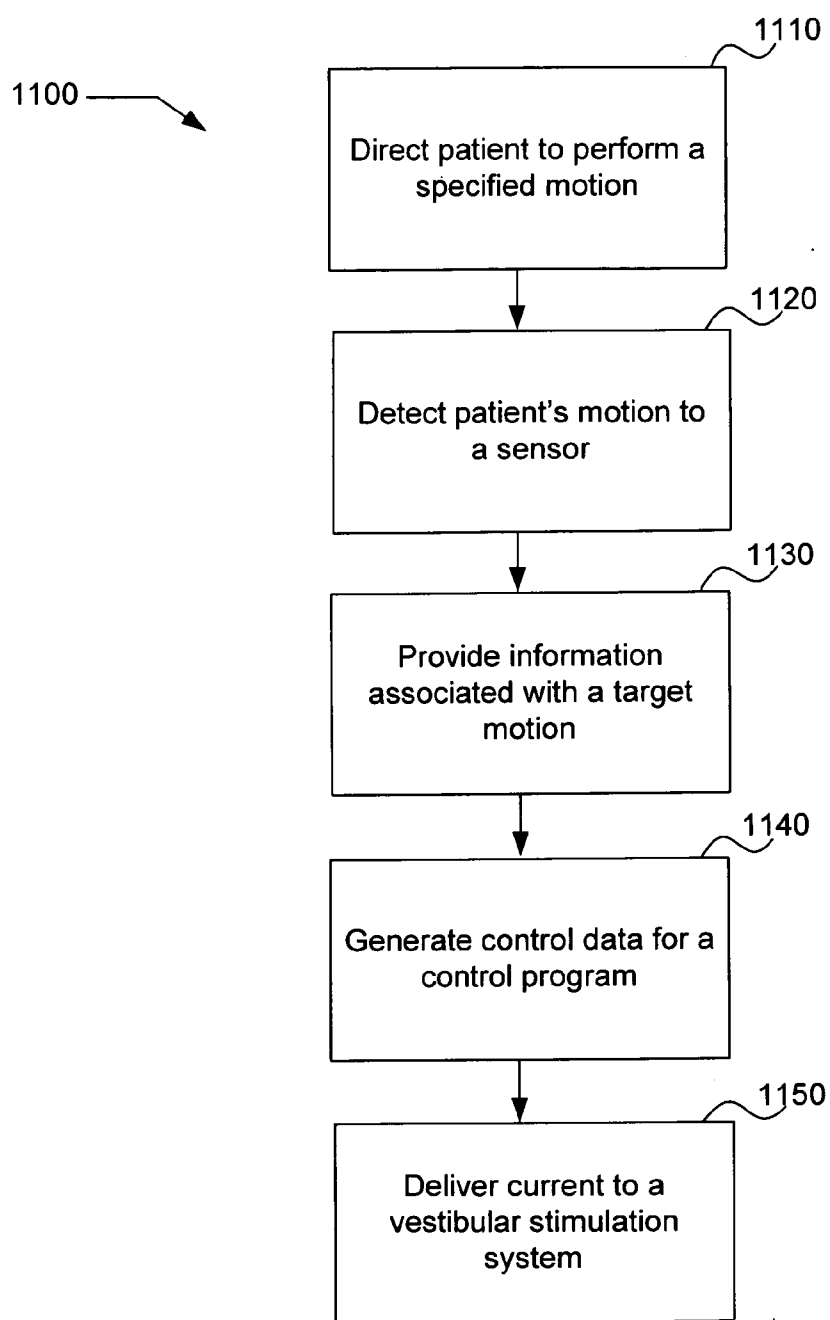 1110
1100
Direct patient to perform a
specified motion
1120
Detect patient's motion to
a sensor
1130
Provide information
associated with a target
motion
1140
Generate control data for a
control program
1150
Deliver current to a
vestibular stimulation
system